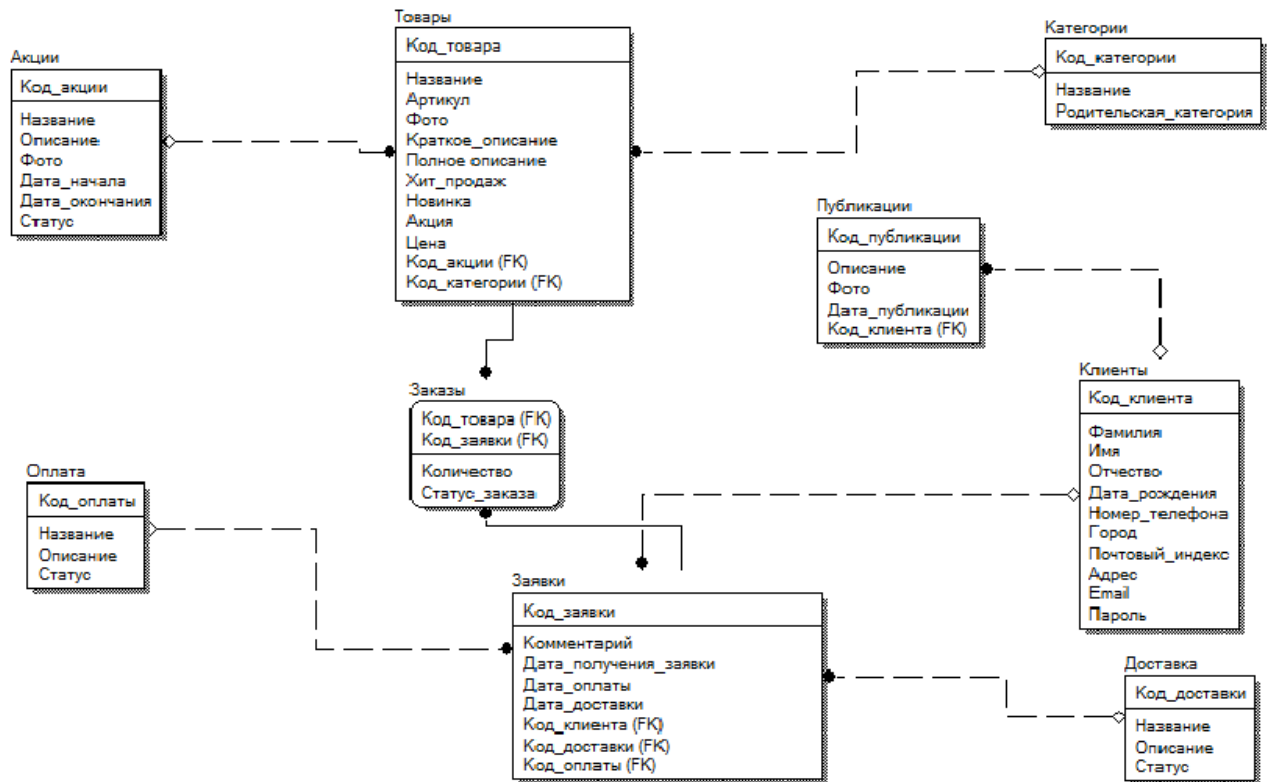 Товары
Код_товара
Название
Артикул
Фото
Краткое_описание
Полное описание
Хит_продаж
Новинка
Акция
Цена
Код_акции (FK)
Код_категории (FK)
Категории
Код_категории
Название
Родительская_категория
Акции
Код_акции
Название
Описание
Фото
Дата_начала
Дата_окончания
Статус
Публикации
Код_публикации
Описание
Фото
Дата_публикации
Код_клиента (FK)
Клиенты
Код_клиента
Фамилия
Имя
Отчество
Дата_рождения
Номер_телефона
Город
Почтовый_индекс
Адрес
Email
Пароль
Заказы
Код_товара (FK)
Код_заявки (FK)
Количество
Статус_заказа
Оплата
Код_оплаты
Название
Описание
Статус
Заявки
Код_заявки
Комментарий
Дата_получения_заявки
Дата_оплаты
Дата_доставки
Код_клиента (FK)
Код_доставки (FK)
Код_оплаты (FK)
Доставка
Код_доставки
Название
Описание
Статус